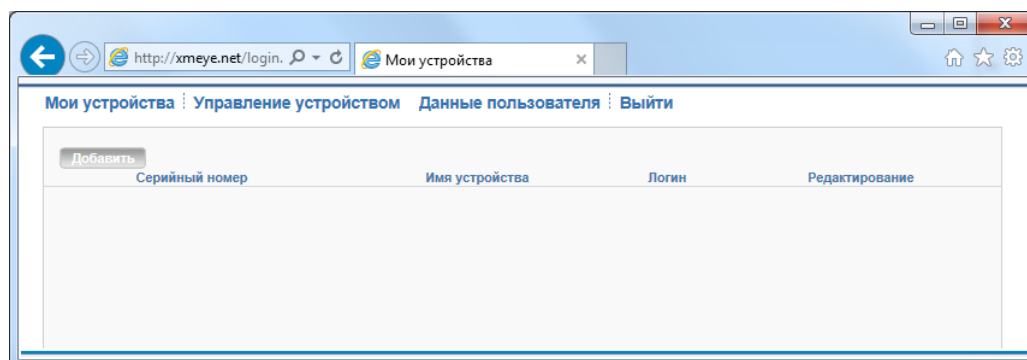 http://xmeye.net/login. Мои устройства
Мои устройства Управление устройством Данные пользователя Выйти
Добавить
Серийный номер Имя устройства Логин Редактирование